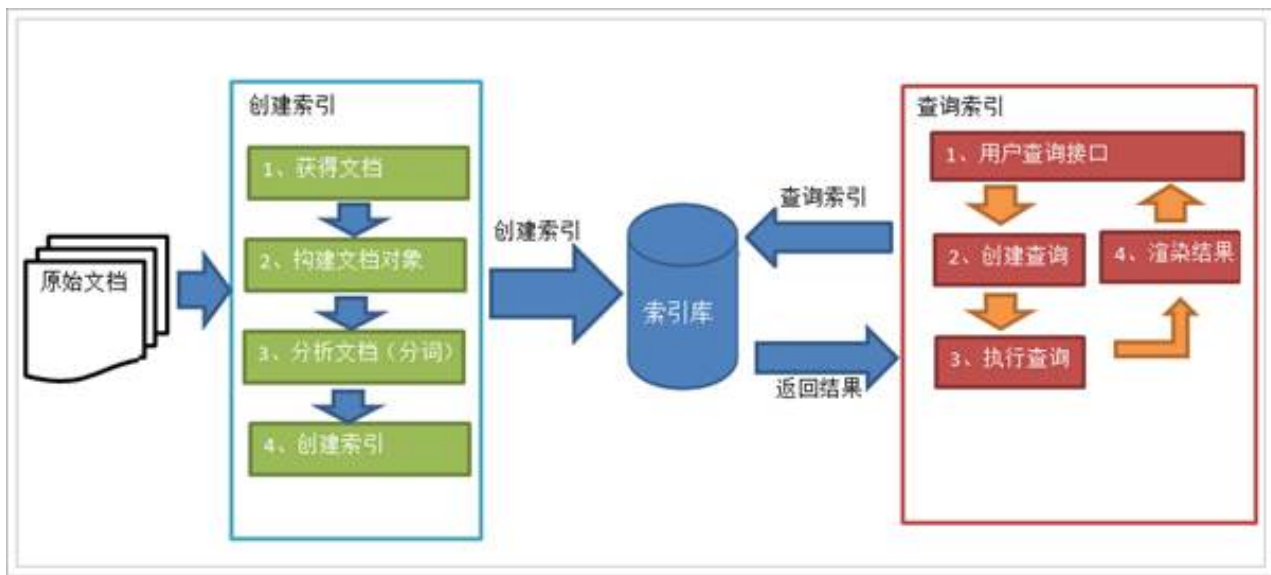 原始文档
创建索引
1、获得文档
2、构建文档对象
3、分析文档（分词）
4、创建索引
创建索引
索引库
查询索引
返回结果
查询索引
1、用户查询接口
2、创建查询
3、执行查询
4、渲染结果